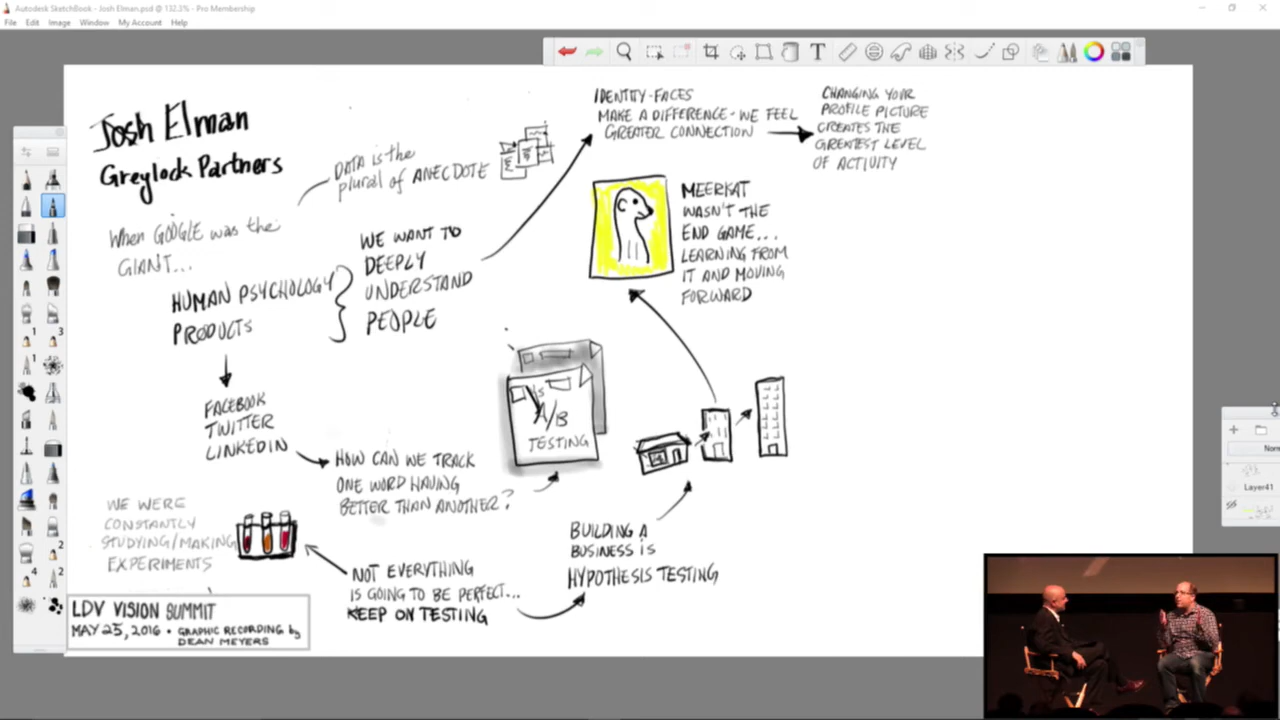 Autodesk SketchBook - Josh Elman.psd @ 132.3% - Pro Membership
File Edit Image Window My Account Help
Josh Elman
Greylock Partners
DATA is the
plural of ANECDOTE
When GOOGLE was the
GIANT...
HUMAN PSYCHOLOGY
PRODUCTS
WE WANT TO
DEEPLY
UNDERSTAND
PEOPLE
IDENTITY-FACES
MAKE A DIFFERENCE - WE FEEL
GREATER CONNECTION
CHANGING YOUR
PROFILE PICTURE
CREATES THE
GREATEST LEVEL
OF ACTIVITY
MEERKAT
WASN'T THE
END GAME...
LEARNING FROM
IT AND MOVING
FORWARD
FACEBOOK
TWITTER
LINKEDIN
HOW CAN WE TRACK
ONE WORD HAVING
BETTER THAN ANOTHER?
A/B
TESTING
WE WERE
CONSTANTLY
STUDYING/MAKING
EXPERIMENTS
NOT EVERYTHING
IS GOING TO BE PERFECT...
KEEP ON TESTING
BUILDING A
BUSINESS is
HYPOTHESIS TESTING
LDV VISION SUMMIT
MAY 25, 2016 • GRAPHIC RECORDING by
DEAN MEYERS
Layer41
T
1
3
1
2
4
2